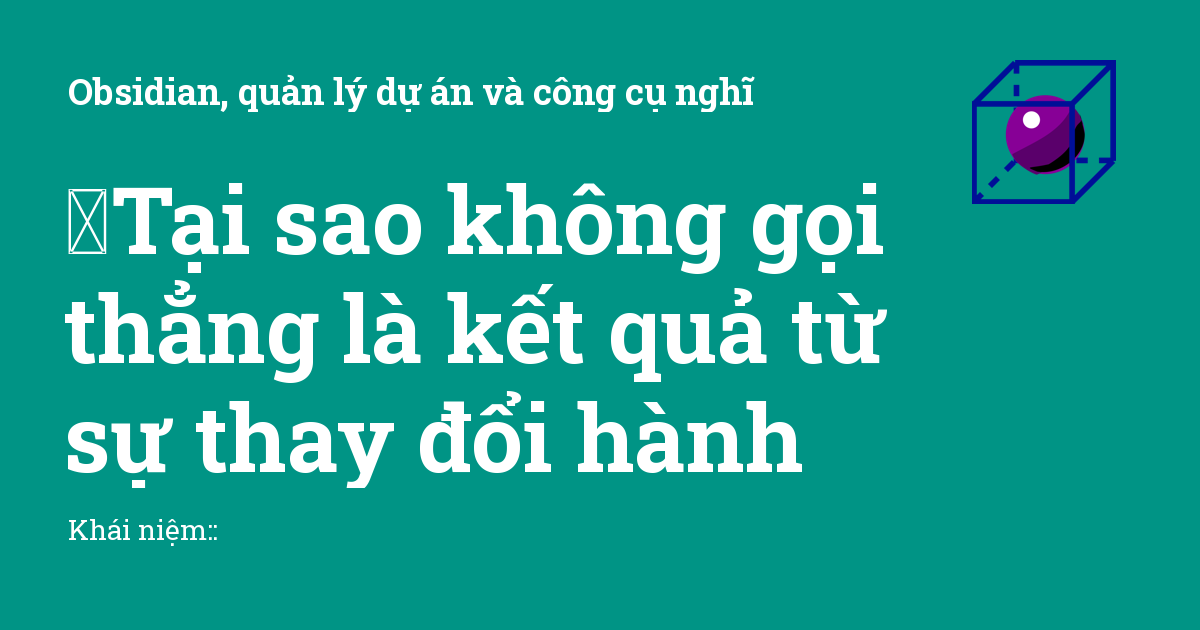 Obsidian, quản lý dự án và công cụ nghĩ
Tại sao không gọi
thẳng là kết quả từ
sự thay đổi hành
Khái niệm::